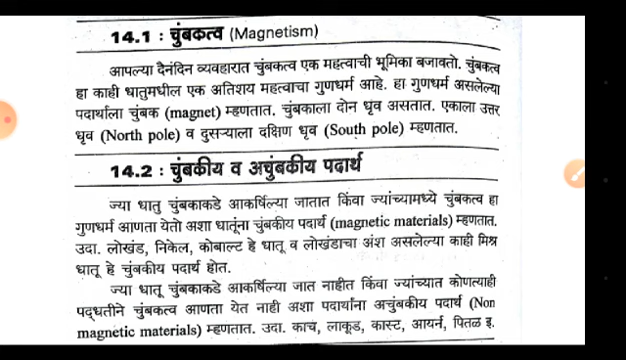 14.1 : चुंबकत्व (Magnetism)
आपल्या दैनंदिन व्यवहारात चुंबकत्व एक महत्वाची भूमिका बजावतो. चुंबकत्व
हा काही धातुमधील एक अतिशय महत्वाचा गुणधर्म आहे. हा गुणधर्म असलेल्या
पदार्थाला चुंबक (magnet) म्हणतात. चुंबकाला दोन धृव असतात. एकाला उत्तर
धृव (North pole) व दुसऱ्याला दक्षिण धृव (South pole) म्हणतात.
14.2 : चुंबकीय व अचुंबकीय पदार्थ
ज्या धातु चुंबकाकडे आकर्षिल्या जातात किंवा ज्यांच्यामध्ये चुंबकत्व हा
गुणधर्म आणता येतो अशा धातूंना चुंबकीय पदार्थ (magnetic materials) म्हणतात.
उदा. लोखंड, निकेल, कोबाल्ट हे धातू व लोखंडाचा अंश असलेल्या काही मिश्र
धातू हे चुंबकीय पदार्थ होत.
ज्या धातू चुंबकाकडे आकर्षिल्या जात नाहीत किंवा ज्यांच्यात कोणत्याही
पद्धतीने चुंबकत्व आणता येत नाही अशा पदार्थांना अचुंबकीय पदार्थ (Non
magnetic materials) म्हणतात. उदा. काच, लाकूड, कास्ट, आयर्न, पितळ इ.